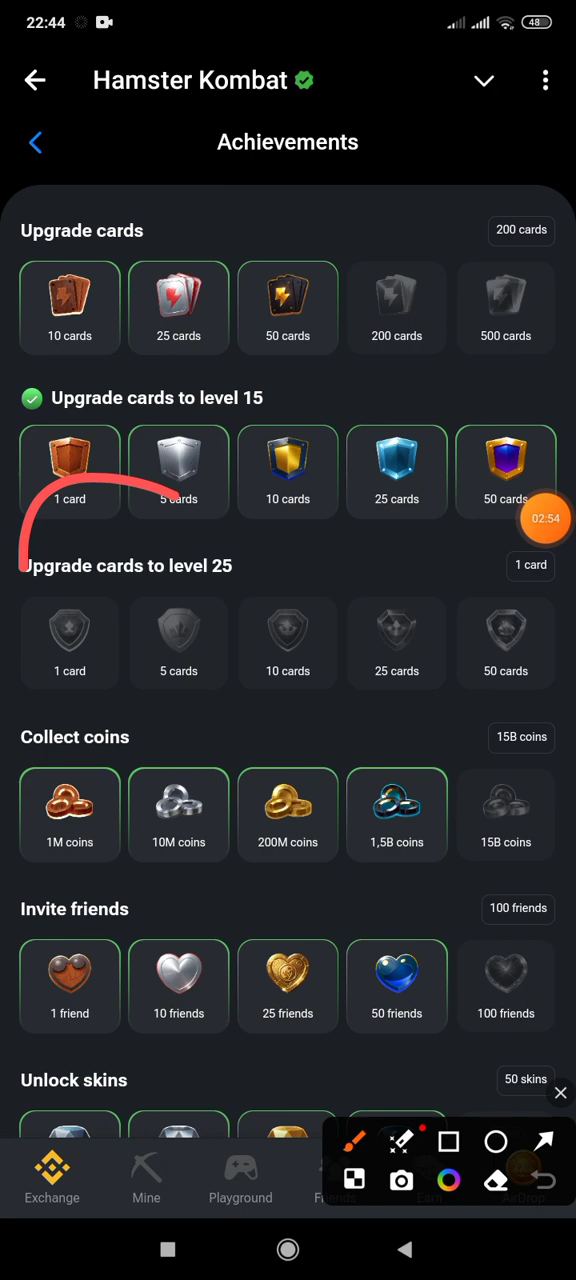 22:44
48
Hamster Kombat
Achievements
Upgrade cards
200 cards
10 cards
25 cards
50 cards
200 cards
500 cards
Upgrade cards to level 15
1 card
5 cards
10 cards
25 cards
50 cards
02:54
Upgrade cards to level 25
1 card
1 card
5 cards
10 cards
25 cards
50 cards
Collect coins
15B coins
1M coins
10M coins
200M coins
1,5B coins
15B coins
Invite friends
100 friends
1 friend
10 friends
25 friends
50 friends
100 friends
Unlock skins
50 skins
Exchange
Mine
Playground
Friends
Earn
AirDrop